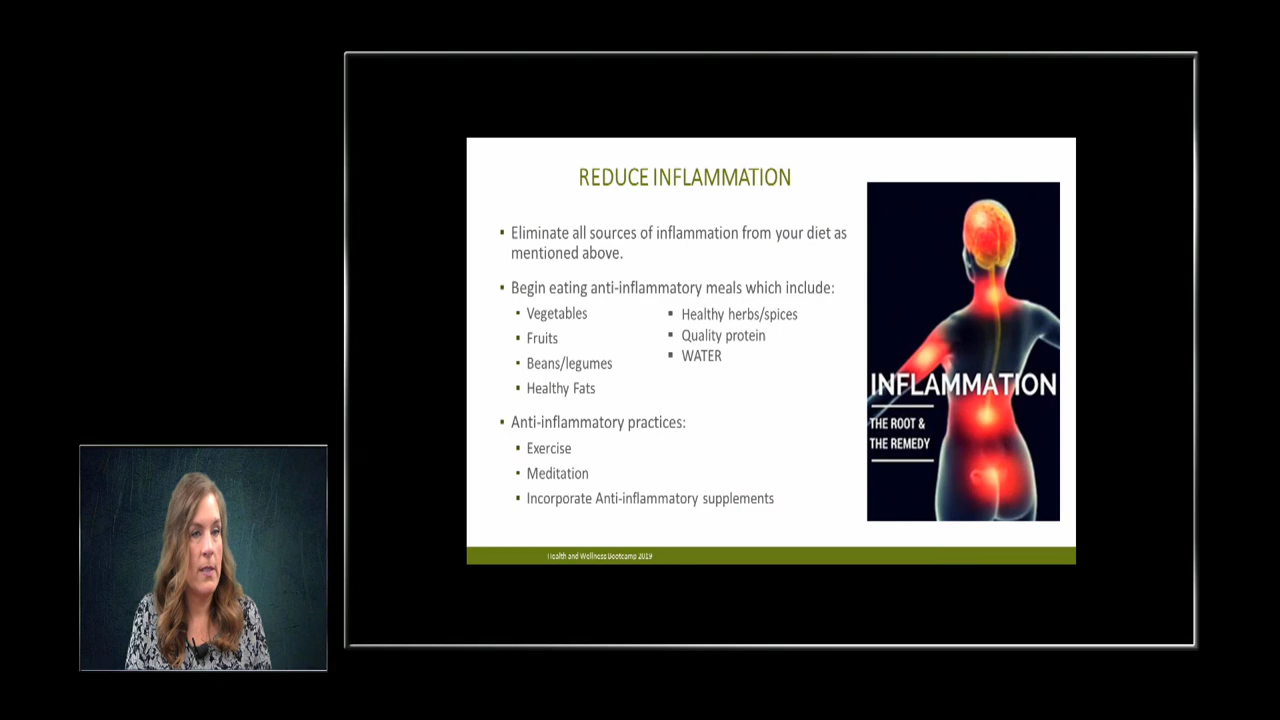 REDUCE INFLAMMATION
▪ Eliminate all sources of inflammation from your diet as
mentioned above.
▪ Begin eating anti-inflammatory meals which include:
▪ Vegetables
▪ Fruits
▪ Beans/legumes
▪ Healthy Fats
▪ Healthy herbs/spices
▪ Quality protein
▪ WATER
▪ Anti-inflammatory practices:
▪ Exercise
▪ Meditation
▪ Incorporate Anti-inflammatory supplements
INFLAMMATION
THE ROOT &
THE REMEDY
Health and Wellness Bootcamp 2019